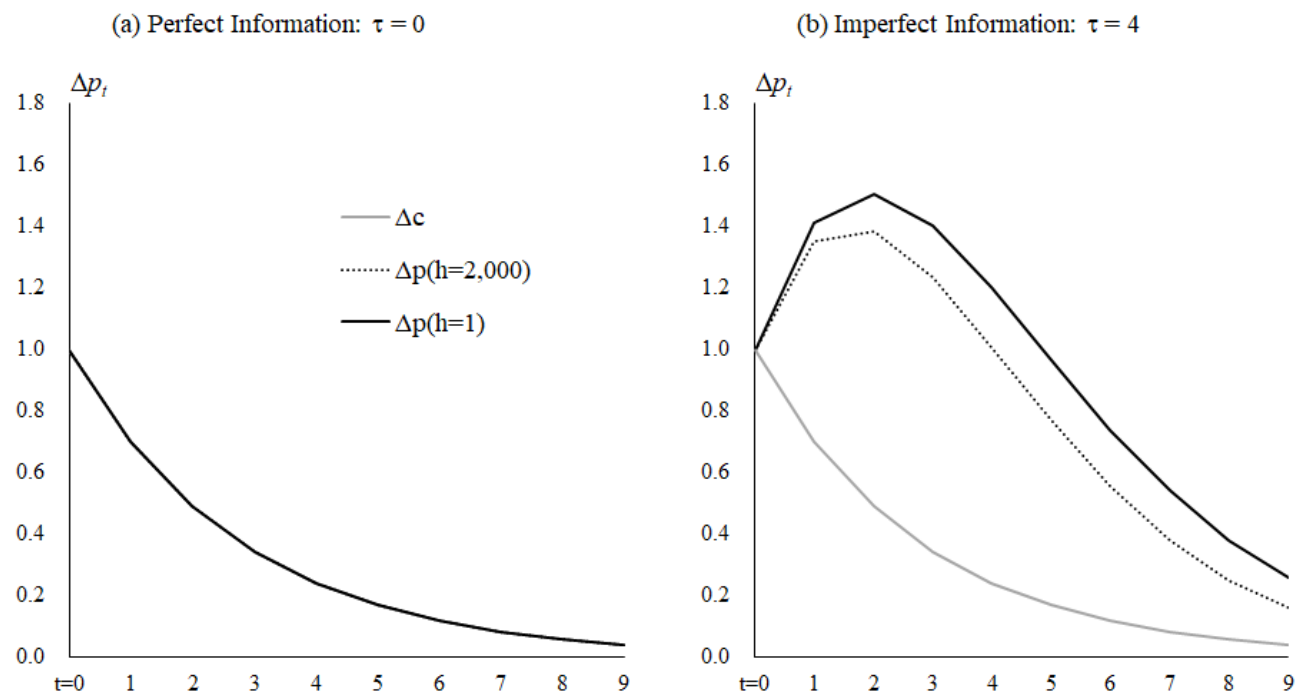 (a) Perfect Information: τ = 0
Δpₜ
1.8
1.6
1.4
1.2
1.0
0.8
0.6
0.4
0.2
0.0
t=0 1 2 3 4 5 6 7 8 9
Δc
Δp(h=2,000)
Δp(h=1)
(b) Imperfect Information: τ = 4
Δpₜ
1.8
1.6
1.4
1.2
1.0
0.8
0.6
0.4
0.2
0.0
t=0 1 2 3 4 5 6 7 8 9